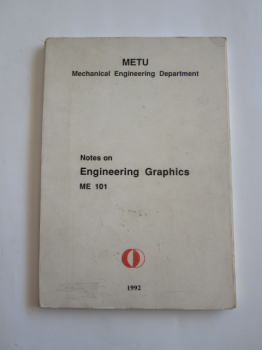 METU
Mechanical Engineering Department
Notes on
Engineering Graphics
ME 101
1992